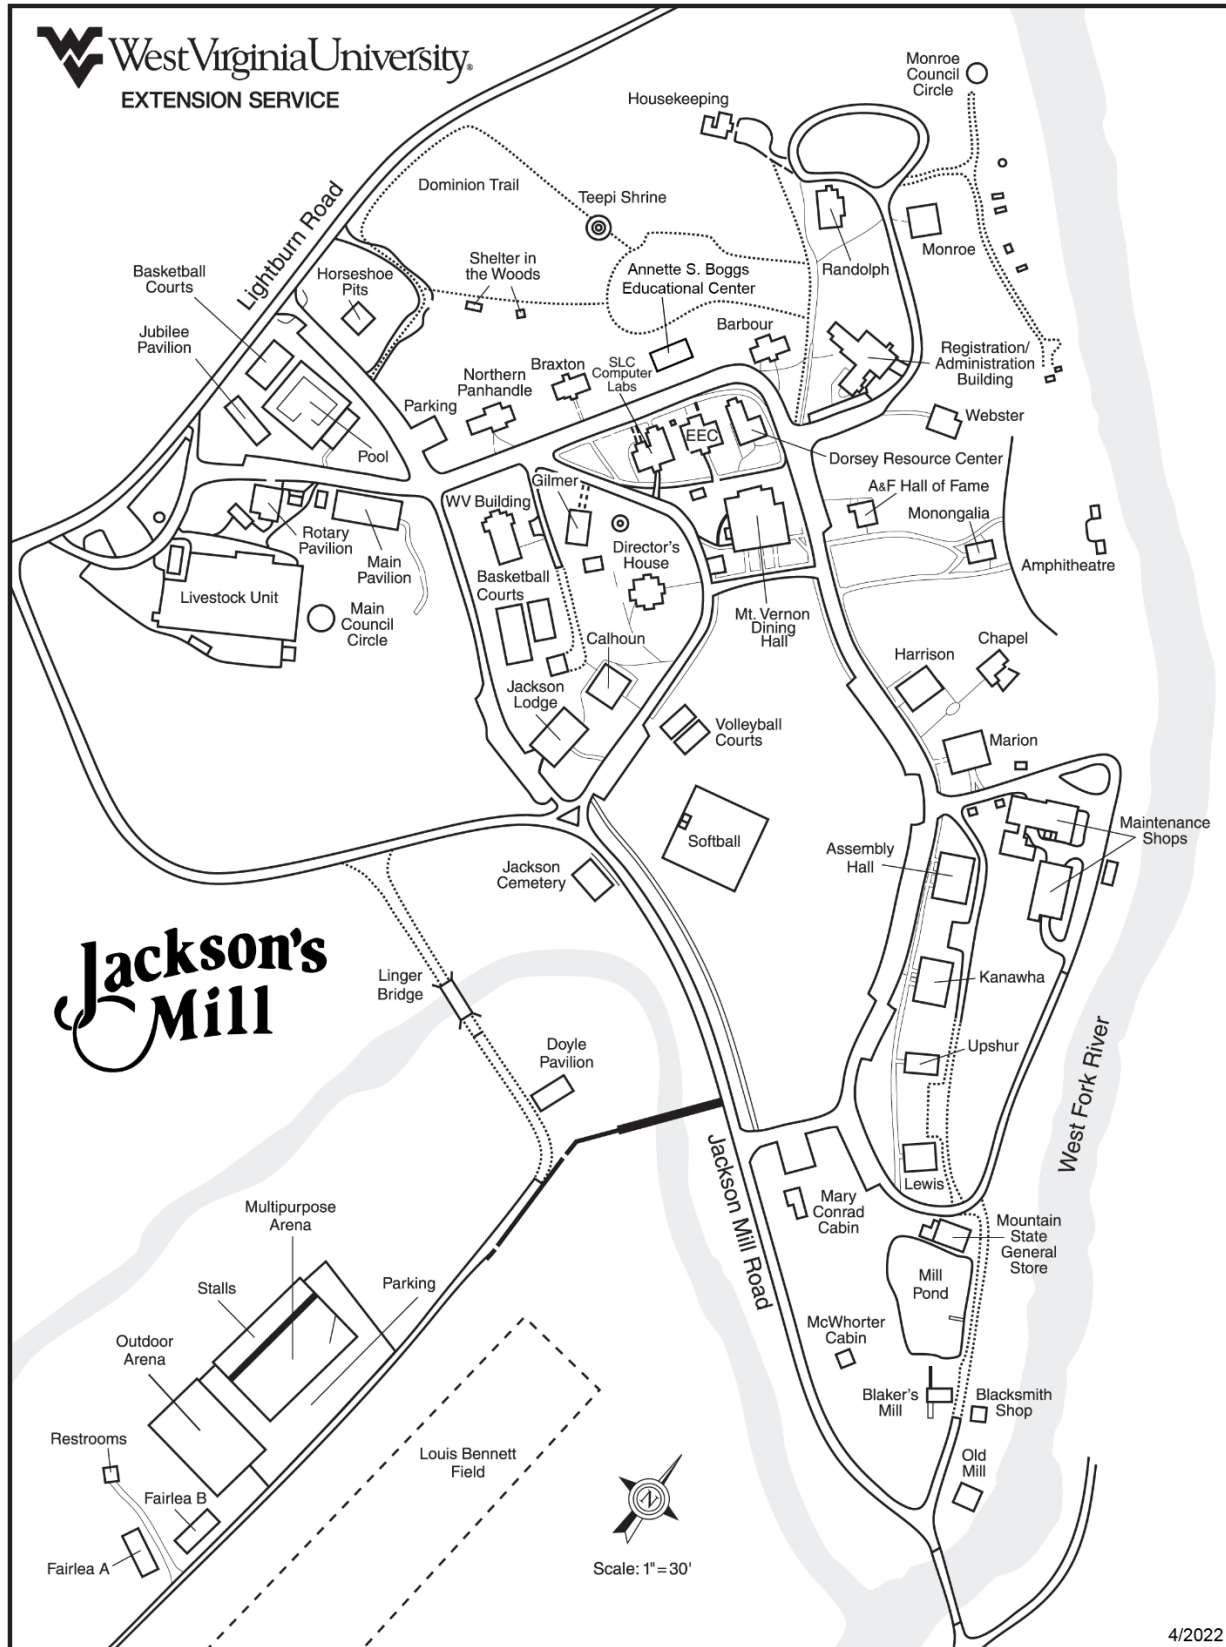 West Virginia University®
EXTENSION SERVICE
Monroe
Council
Circle
Housekeeping
Dominion Trail
Teepi Shrine
Lightburn Road
Randolph
Monroe
Basketball
Courts
Horseshoe
Pits
Shelter in
the Woods
Annette S. Boggs
Educational Center
Jubilee
Pavilion
Barbour
Registration/
Administration
Building
Braxton
SLC
Computer
Labs
Northern
Panhandle
Parking
Webster
EEC
Pool
Dorsey Resource Center
Gilmer
A&F Hall of Fame
WV Building
Monongalia
Rotary
Pavilion
Main
Pavilion
Director's
House
Amphitheatre
Basketball
Courts
Livestock Unit
Main
Council
Circle
Mt. Vernon
Dining
Hall
Calhoun
Chapel
Harrison
Jackson
Lodge
Volleyball
Courts
Marion
Maintenance
Shops
Softball
Assembly
Hall
Jackson
Cemetery
Jackson's
Mill
Linger
Bridge
Kanawha
Doyle
Pavilion
Upshur
West Fork River
Jackson Mill Road
Lewis
Mary
Conrad
Cabin
Multipurpose
Arena
Mountain
State
General
Store
Stalls
Parking
Mill
Pond
Outdoor
Arena
McWhorter
Cabin
Blaker's
Mill
Blacksmith
Shop
Restrooms
Louis Bennett
Field
Old
Mill
Fairlea B
N
Fairlea A
Scale: 1"=30'
4/2022